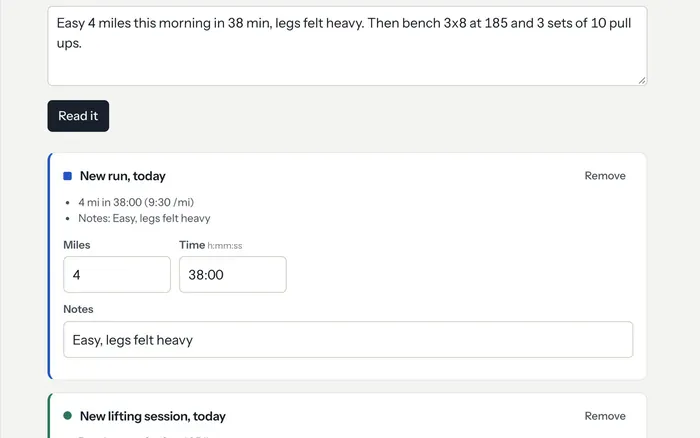 Easy 4 miles this morning in 38 min, legs felt heavy. Then bench 3x8 at 185 and 3 sets of 10 pull
ups.
Read it
New run, today
Remove
4 mi in 38:00 (9:30 /mi)
Notes: Easy, legs felt heavy
Miles
Time h:mm:ss
4
38:00
Notes
Easy, legs felt heavy
New lifting session, today
Remove